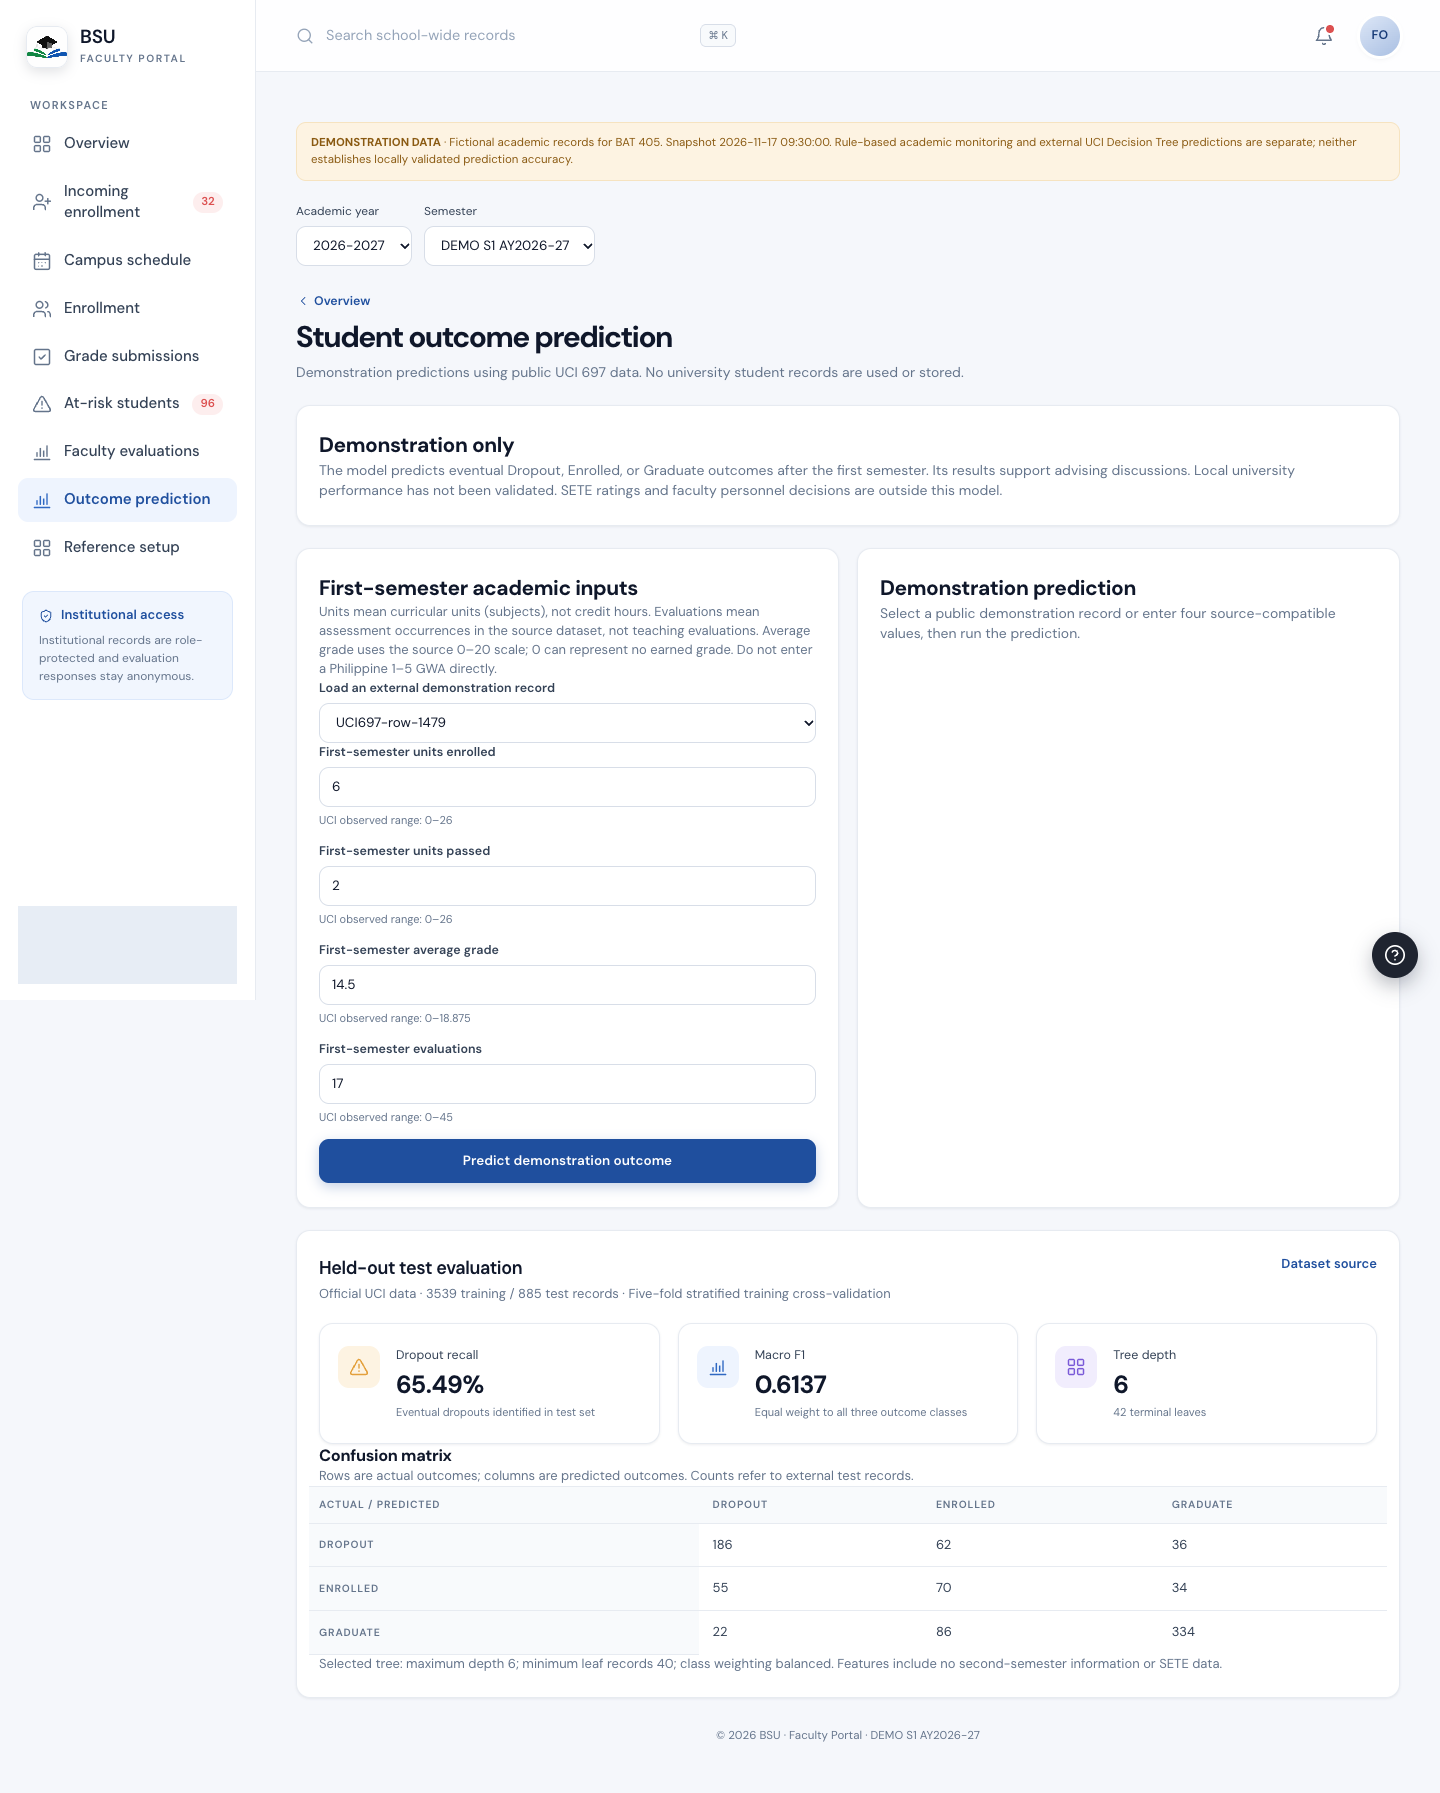 BSU
FACULTY PORTAL
Search school-wide records
⌘ K
FO
WORKSPACE
Overview
Incoming
enrollment
32
Campus schedule
Enrollment
Grade submissions
At-risk students
96
Faculty evaluations
Outcome prediction
Reference setup
Institutional access
Institutional records are role-
protected and evaluation
responses stay anonymous.
DEMONSTRATION DATA · Fictional academic records for BAT 405. Snapshot 2026-11-17 09:30:00. Rule-based academic monitoring and external UCI Decision Tree predictions are separate; neither
establishes locally validated prediction accuracy.
Academic year
Semester
2026-2027
DEMO S1 AY2026-27
Overview
Student outcome prediction
Demonstration predictions using public UCI 697 data. No university student records are used or stored.
Demonstration only
The model predicts eventual Dropout, Enrolled, or Graduate outcomes after the first semester. Its results support advising discussions. Local university
performance has not been validated. SETE ratings and faculty personnel decisions are outside this model.
First-semester academic inputs
Units mean curricular units (subjects), not credit hours. Evaluations mean
assessment occurrences in the source dataset, not teaching evaluations. Average
grade uses the source 0–20 scale; 0 can represent no earned grade. Do not enter
a Philippine 1–5 GWA directly.
Load an external demonstration record
UCI697-row-1479
First-semester units enrolled
6
UCI observed range: 0–26
First-semester units passed
2
UCI observed range: 0–26
First-semester average grade
14.5
UCI observed range: 0–18.875
First-semester evaluations
17
UCI observed range: 0–45
Predict demonstration outcome
Demonstration prediction
Select a public demonstration record or enter four source-compatible
values, then run the prediction.
Held-out test evaluation
Dataset source
Official UCI data · 3539 training / 885 test records · Five-fold stratified training cross-validation
Dropout recall
65.49%
Eventual dropouts identified in test set
Macro F1
0.6137
Equal weight to all three outcome classes
Tree depth
6
42 terminal leaves
Confusion matrix
Rows are actual outcomes; columns are predicted outcomes. Counts refer to external test records.
ACTUAL / PREDICTED DROPOUT ENROLLED GRADUATE
DROPOUT 186 62 36
ENROLLED 55 70 34
GRADUATE 22 86 334
Selected tree: maximum depth 6; minimum leaf records 40; class weighting balanced. Features include no second-semester information or SETE data.
© 2026 BSU · Faculty Portal · DEMO S1 AY2026-27